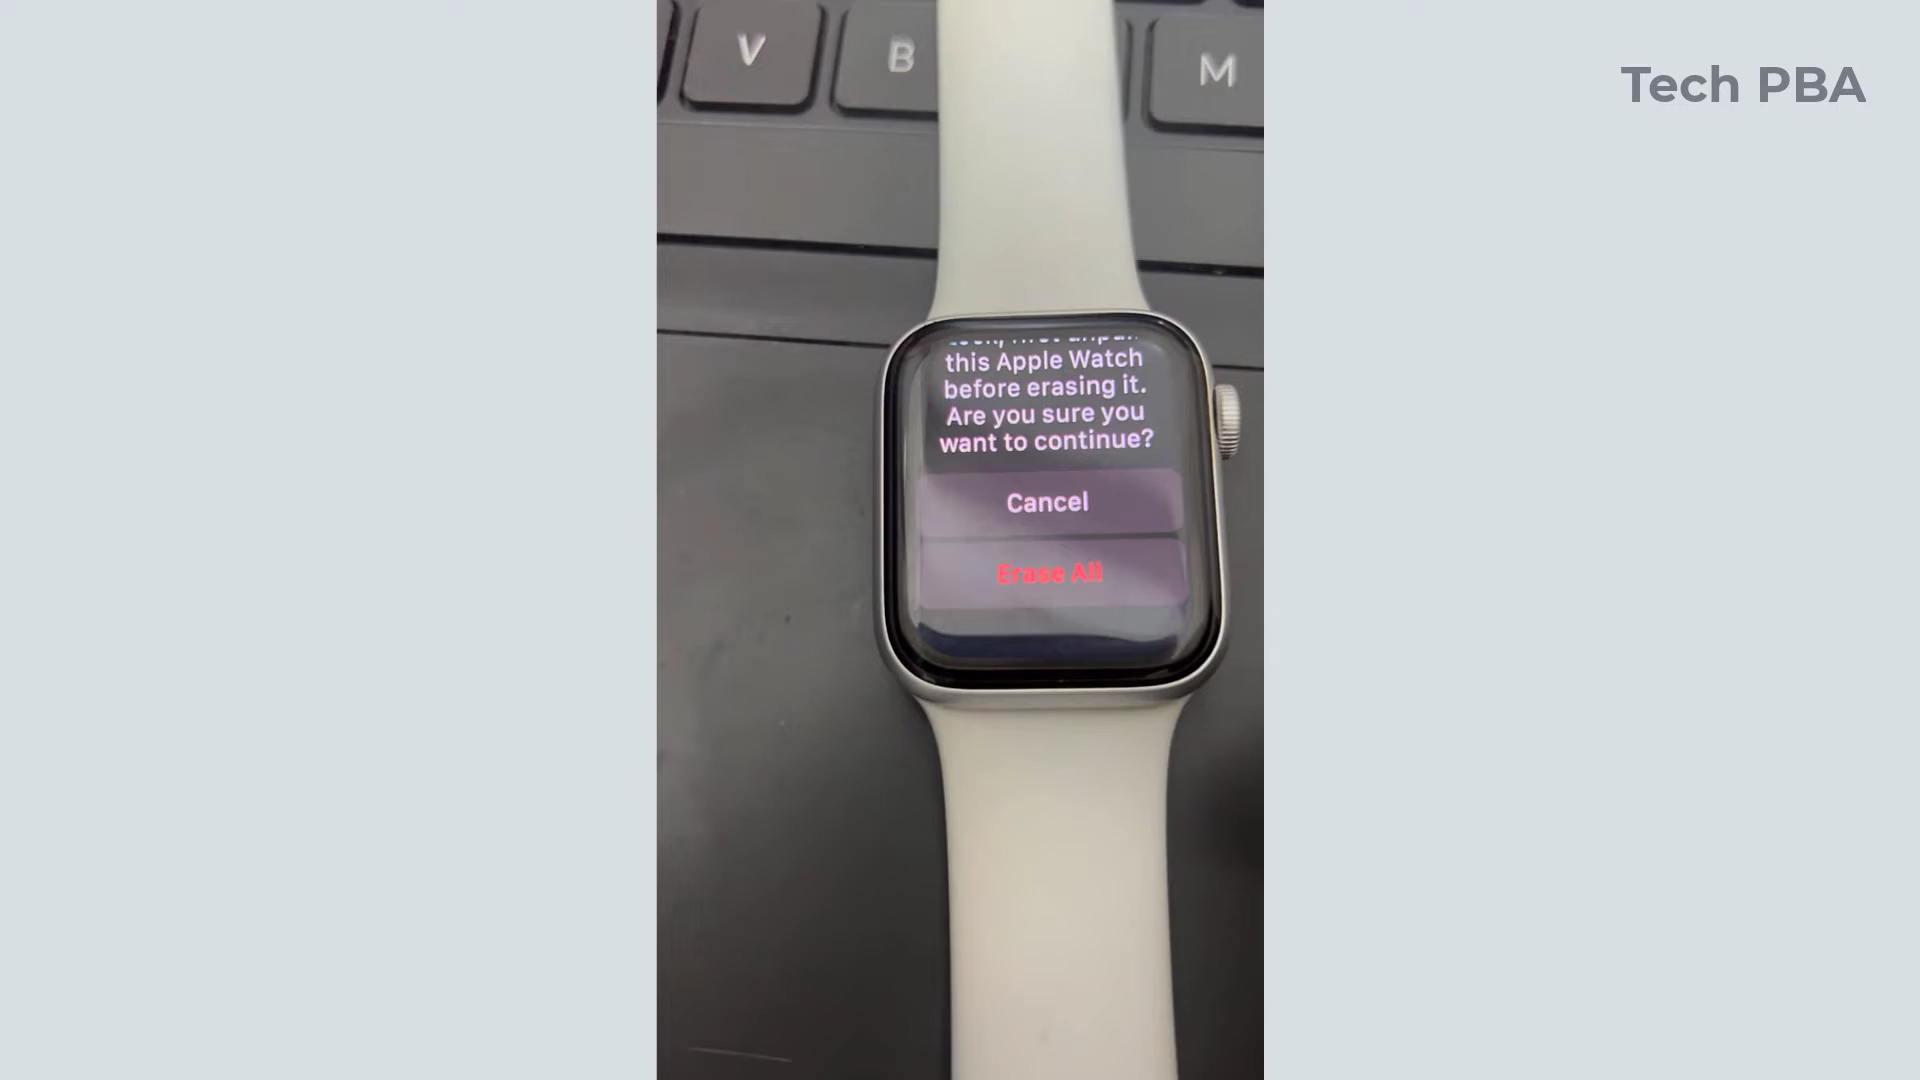 V B M
Tech PBA
this Apple Watch
before erasing it.
Are you sure you
want to continue?
Cancel
Erase All